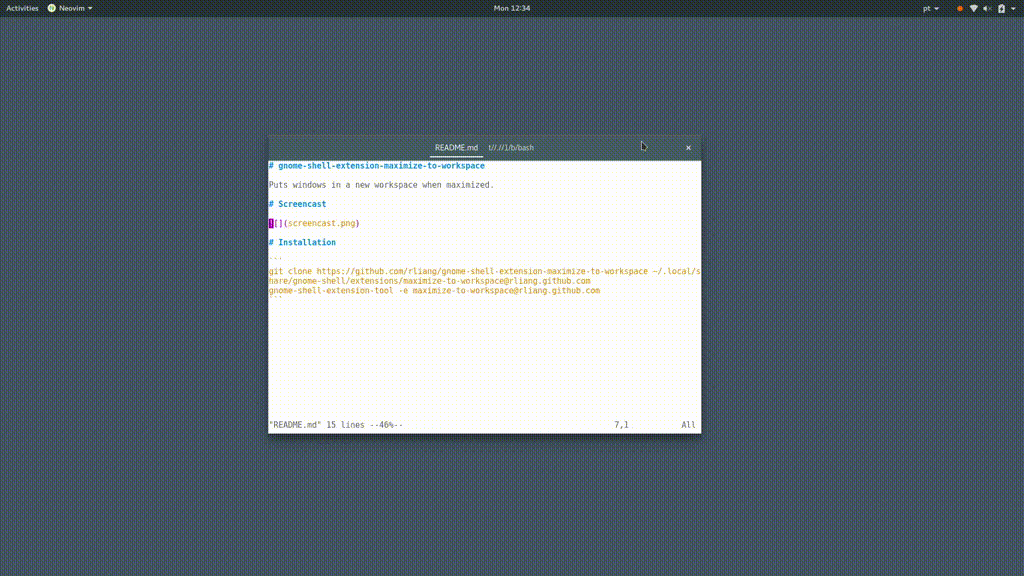 Activities Neovim Mon 12:34 pt
README.md t//.//1/b/bash ×
# gnome-shell-extension-maximize-to-workspace
Puts windows in a new workspace when maximized.
# Screencast
![](screencast.png)
# Installation
```
git clone https://github.com/rliang/gnome-shell-extension-maximize-to-workspace ~/.local/s
hare/gnome-shell/extensions/maximize-to-workspace@rliang.github.com
gnome-shell-extension-tool -e maximize-to-workspace@rliang.github.com
```
"README.md" 15 lines --46%-- 7,1 All